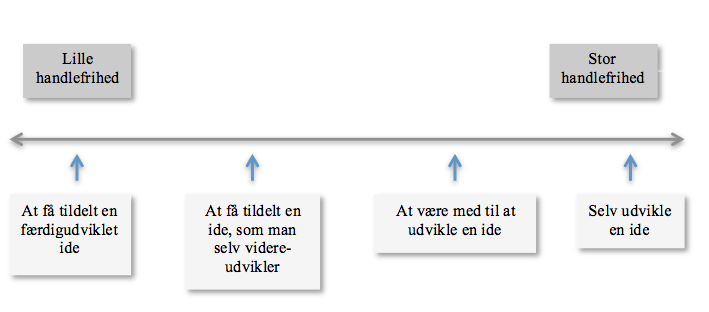 Lille
handlefrihed
Stor
handlefrihed
At få tildelt en
færdigudviklet
ide
At få tildelt en
ide, som man
selv videre-
udvikler
At være med til at
udvikle en ide
Selv udvikle
en ide